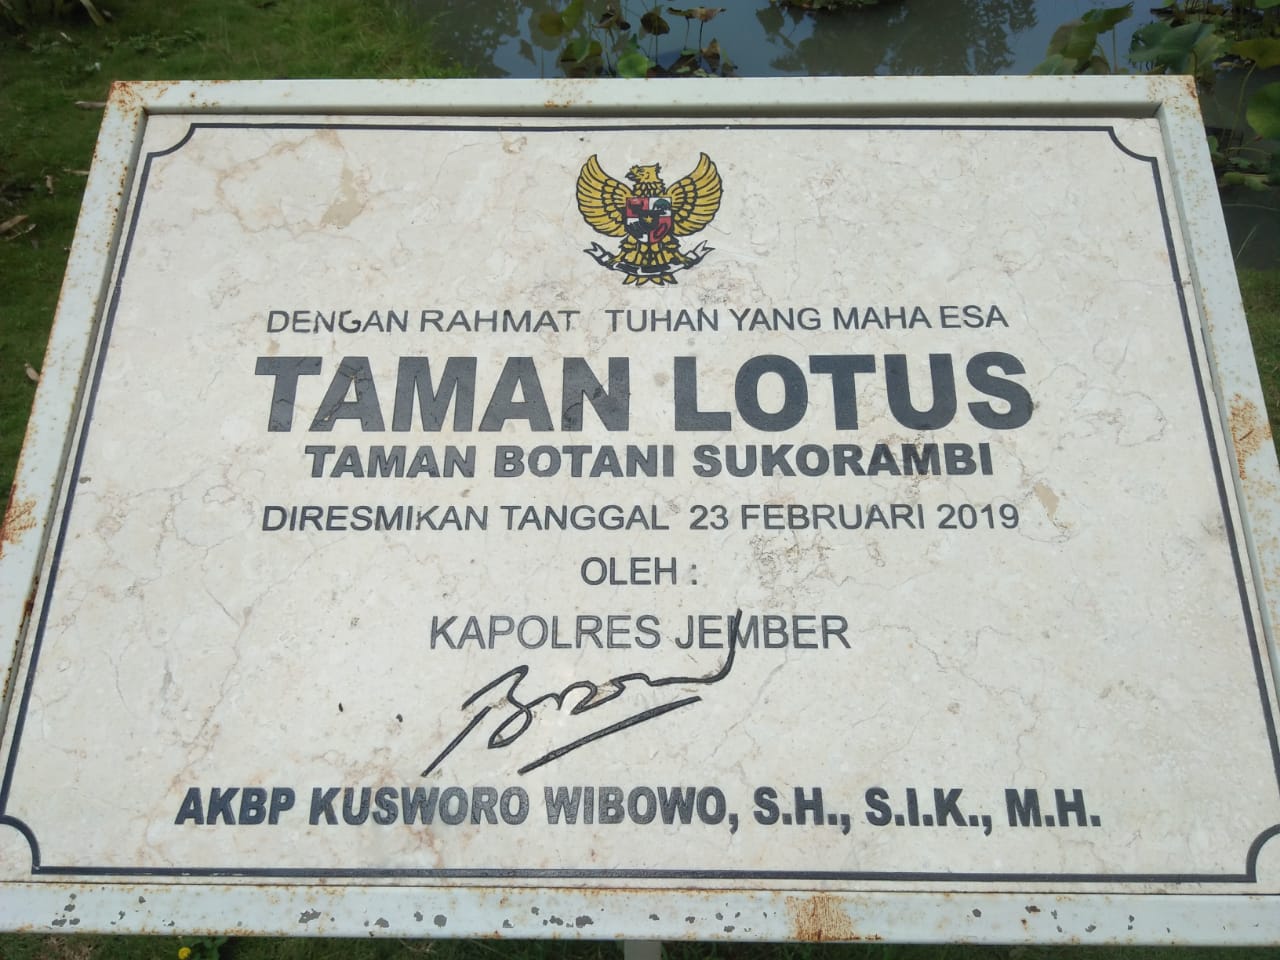 DENGAN RAHMAT TUHAN YANG MAHA ESA
TAMAN LOTUS
TAMAN BOTANI SUKORAMBI
DIRESMIKAN TANGGAL 23 FEBRUARI 2019
OLEH :
KAPOLRES JEMBER
AKBP KUSWORO WIBOWO, S.H., S.I.K., M.H.